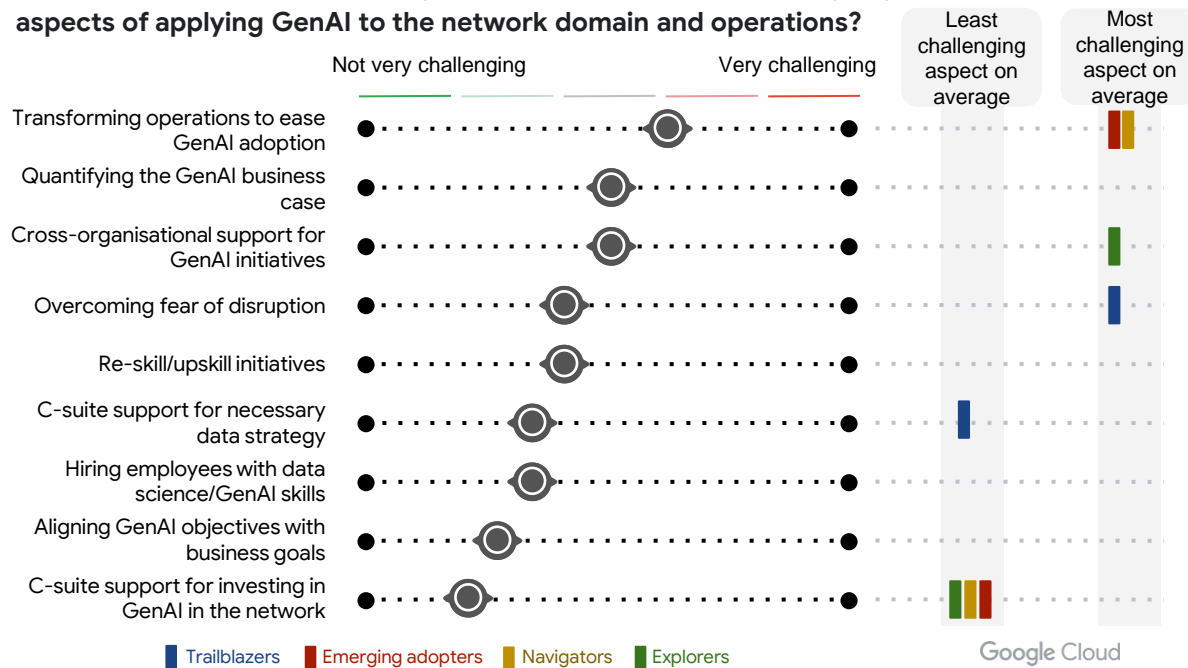 aspects of applying GenAI to the network domain and operations?
Least
challenging
aspect on
average
Most
challenging
aspect on
average
Not very challenging
Very challenging
Transforming operations to ease
GenAI adoption
Quantifying the GenAI business
case
Cross-organisational support for
GenAI initiatives
Overcoming fear of disruption
Re-skill/upskill initiatives
C-suite support for necessary
data strategy
Hiring employees with data
science/GenAI skills
Aligning GenAI objectives with
business goals
C-suite support for investing in
GenAI in the network
Trailblazers
Emerging adopters
Navigators
Explorers
Google Cloud